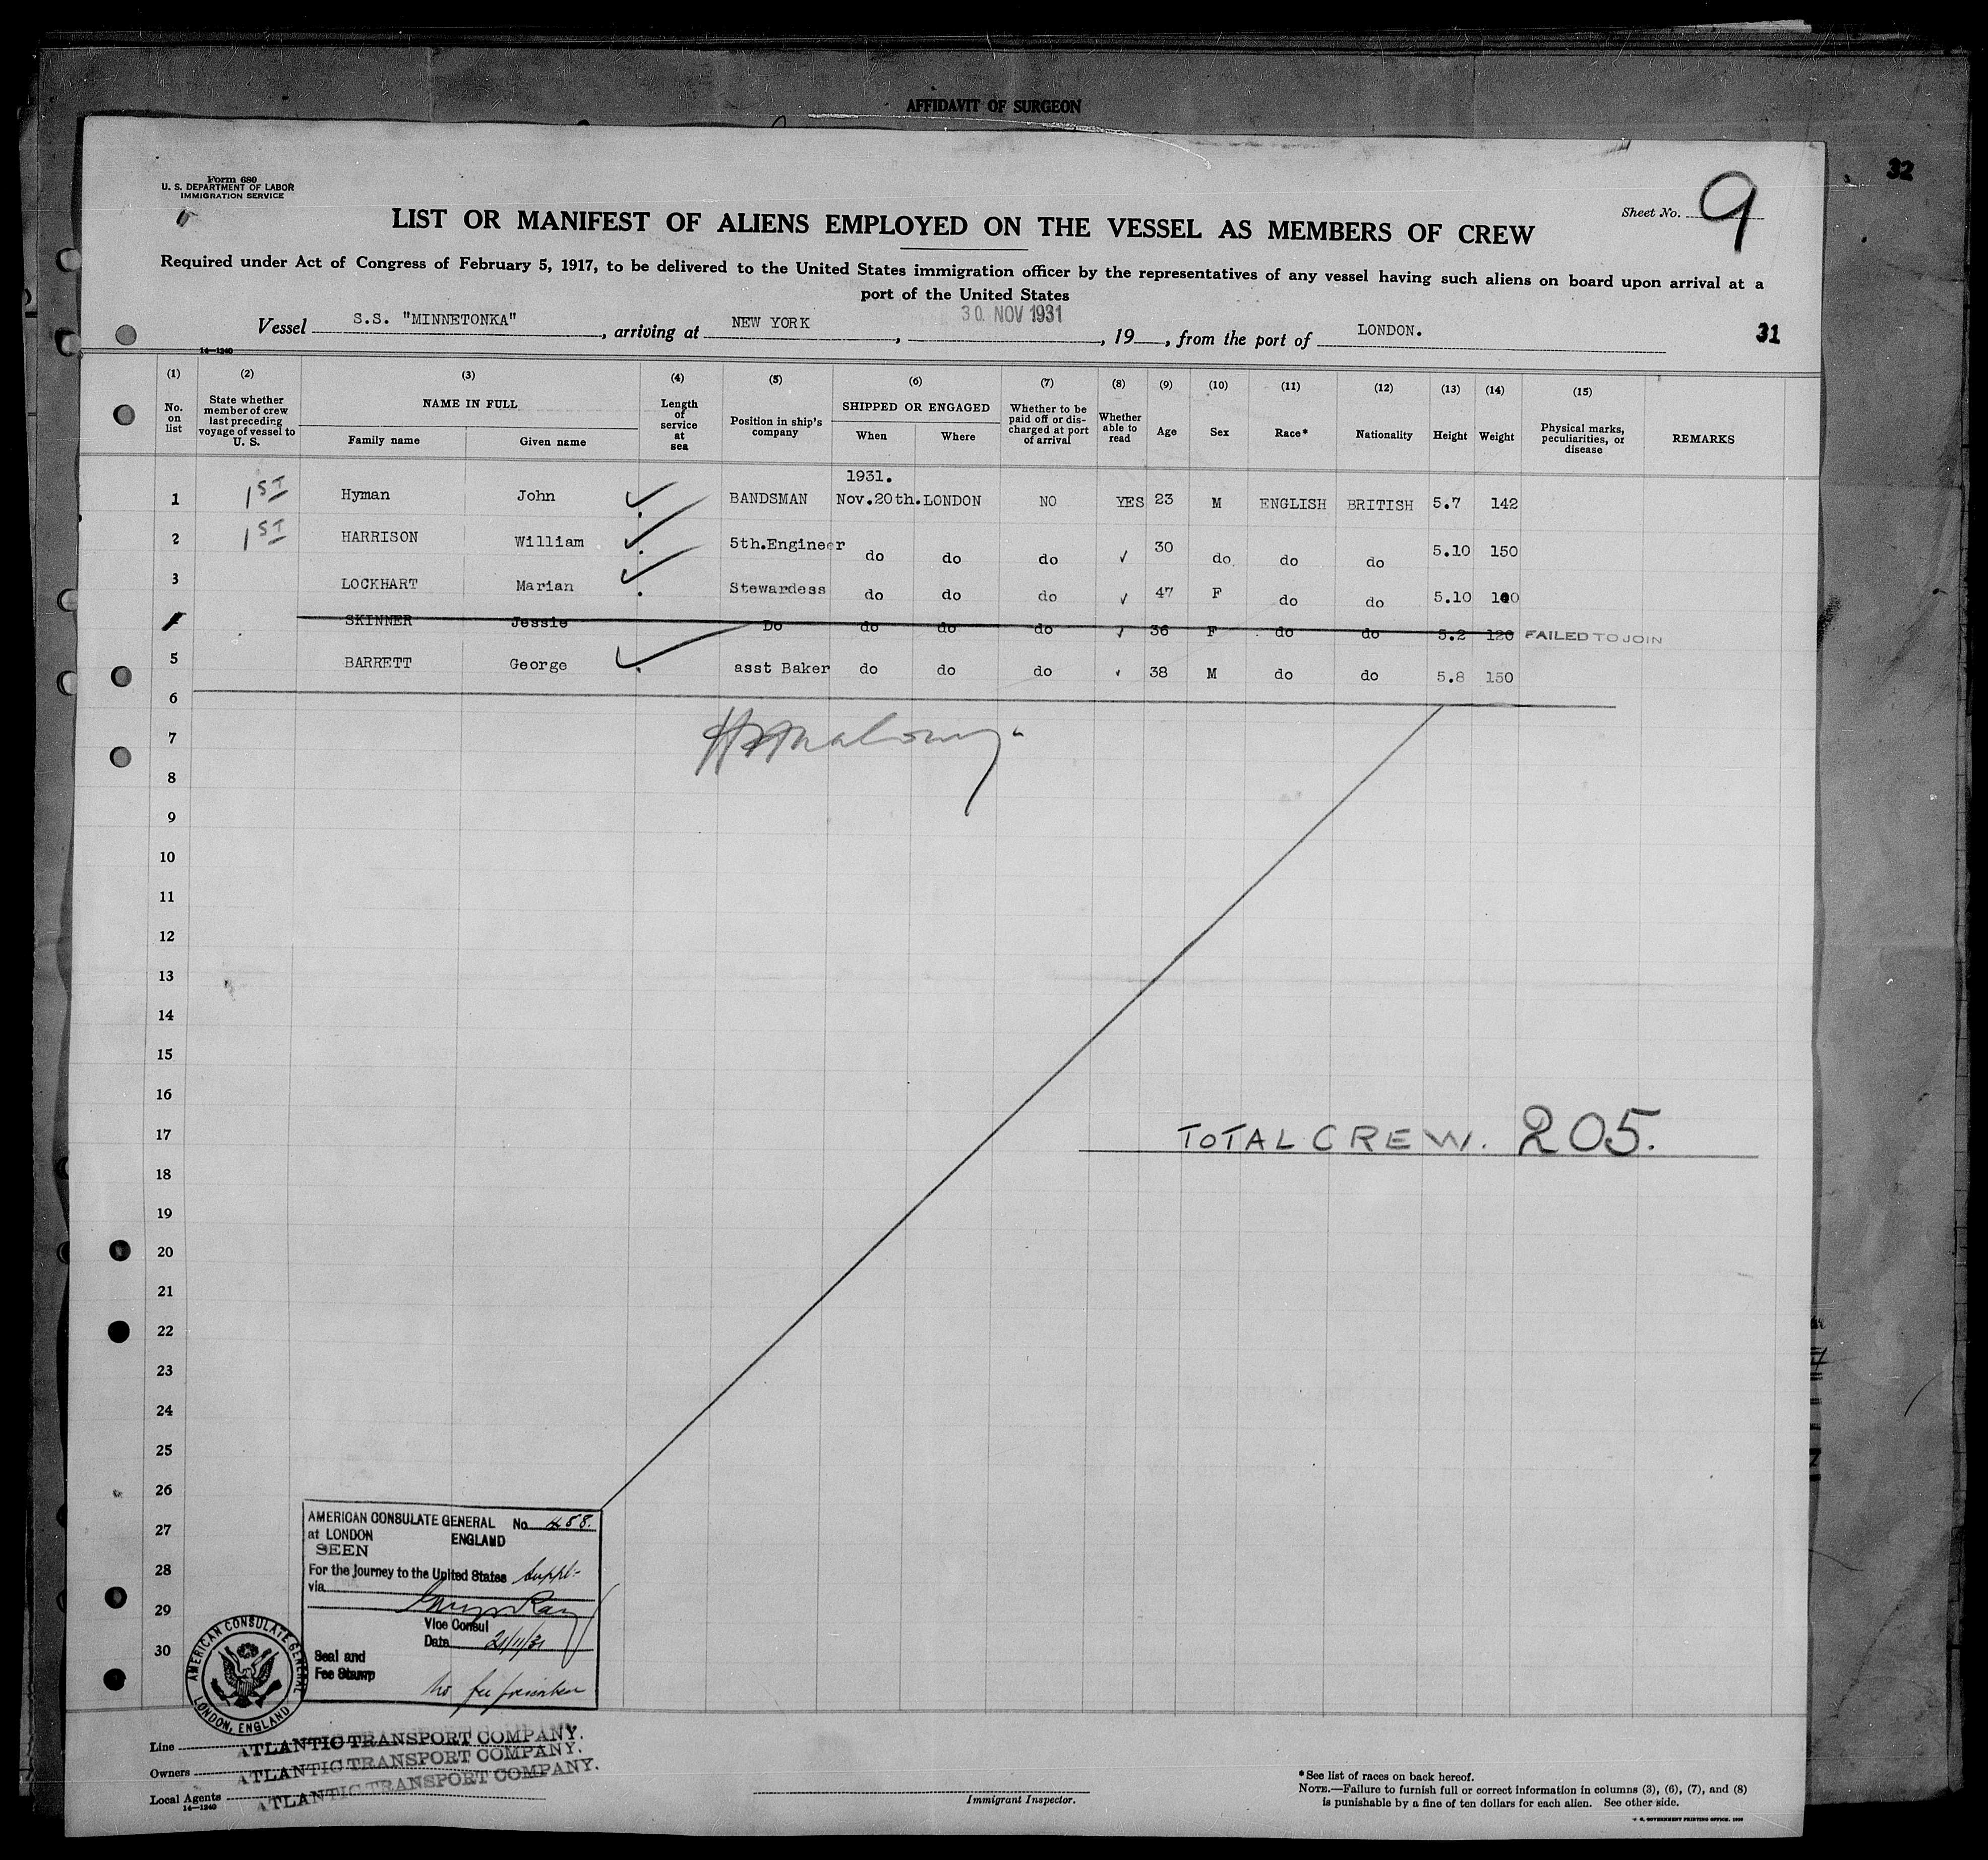 AFFIDAVIT OF SURGEON
32
Form 680
U. S. DEPARTMENT OF LABOR
IMMIGRATION SERVICE
Sheet No. 9
LIST OR MANIFEST OF ALIENS EMPLOYED ON THE VESSEL AS MEMBERS OF CREW
Required under Act of Congress of February 5, 1917, to be delivered to the United States immigration officer by the representatives of any vessel having such aliens on board upon arrival at a
port of the United States
Vessel S.S. "MINNETONKA", arriving at NEW YORK, 30. NOV 1931, 19, from the port of LONDON.
31
14—1240
(1) (2) (3) (4) (5) (6) (7) (8) (9) (10) (11) (12) (13) (14) (15)
No. on list
State whether member of crew last preceding voyage of vessel to U. S.
NAME IN FULL
Family name Given name
Length of service at sea
Position in ship's company
SHIPPED OR ENGAGED
When Where
Whether to be paid off or discharged at port of arrival
Whether able to read
Age
Sex
Race*
Nationality
Height
Weight
Physical marks, peculiarities, or disease
REMARKS
1931.
1 1ST Hyman John ✓ BANDSMAN Nov.20th. LONDON NO YES 23 M ENGLISH BRITISH 5.7 142
2 1ST HARRISON William ✓ 5th.Engineer do do do ✓ 30 do. do do 5.10 150
3 LOCKHART Marian ✓ Stewardess do do do ✓ 47 F do do 5.10
SKINNER Jessie Do do do do ✓ 36 F do do 5.2 120 FAILED TO JOIN
5 BARRETT George ✓ asst Baker do do do ✓ 38 M do do 5.8 150
6
7
8
9
10
11
12
13
14
15
16
17
TOTAL CREW. 205.
18
19
20
21
22
23
24
25
26
27
28
29
30
AMERICAN CONSULATE GENERAL No. 458.
at LONDON ENGLAND
SEEN
For the Journey to the United States Suppl-
via
Vice Consul
Date 21/11/31
Seal and
Fee Stamp
No fee prescribed
AMERICAN CONSULATE GENERAL
LONDON, ENGLAND
Line ATLANTIC TRANSPORT COMPANY.
Owners ATLANTIC TRANSPORT COMPANY.
Local Agents ATLANTIC TRANSPORT COMPANY.
14—1240
Immigrant Inspector.
*See list of races on back hereof.
NOTE.—Failure to furnish full or correct information in columns (3), (6), (7), and (8)
is punishable by a fine of ten dollars for each alien. See other side.